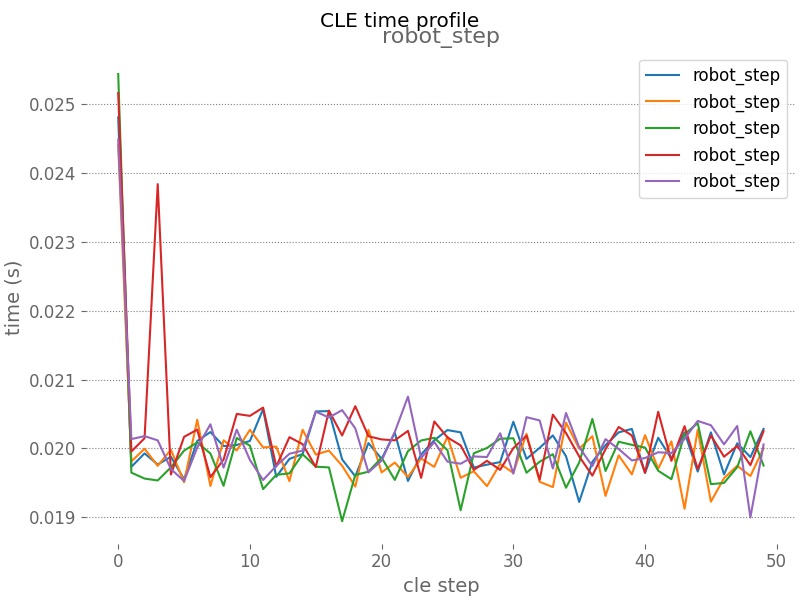 CLE time profile
robot_step
robot_step
robot_step
robot_step
robot_step
robot_step
0.025
0.024
0.023
0.022
0.021
0.020
0.019
time (s)
0 10 20 30 40 50
cle step